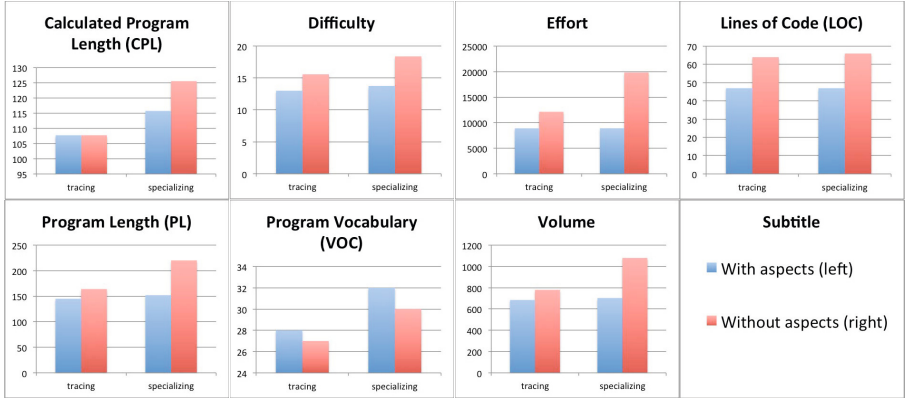 Calculated Program
Length (CPL)
130
125
120
115
110
105
100
95
tracing
specializing
Difficulty
20
15
10
5
0
tracing
specializing
Effort
25000
20000
15000
10000
5000
0
tracing
specializing
Lines of Code (LOC)
70
60
50
40
30
20
10
0
tracing
specializing
Program Length (PL)
250
200
150
100
50
0
tracing
specializing
Program Vocabulary
(VOC)
34
32
30
28
26
24
tracing
specializing
Volume
1200
1000
800
600
400
200
0
tracing
specializing
Subtitle
With aspects (left)
Without aspects (right)